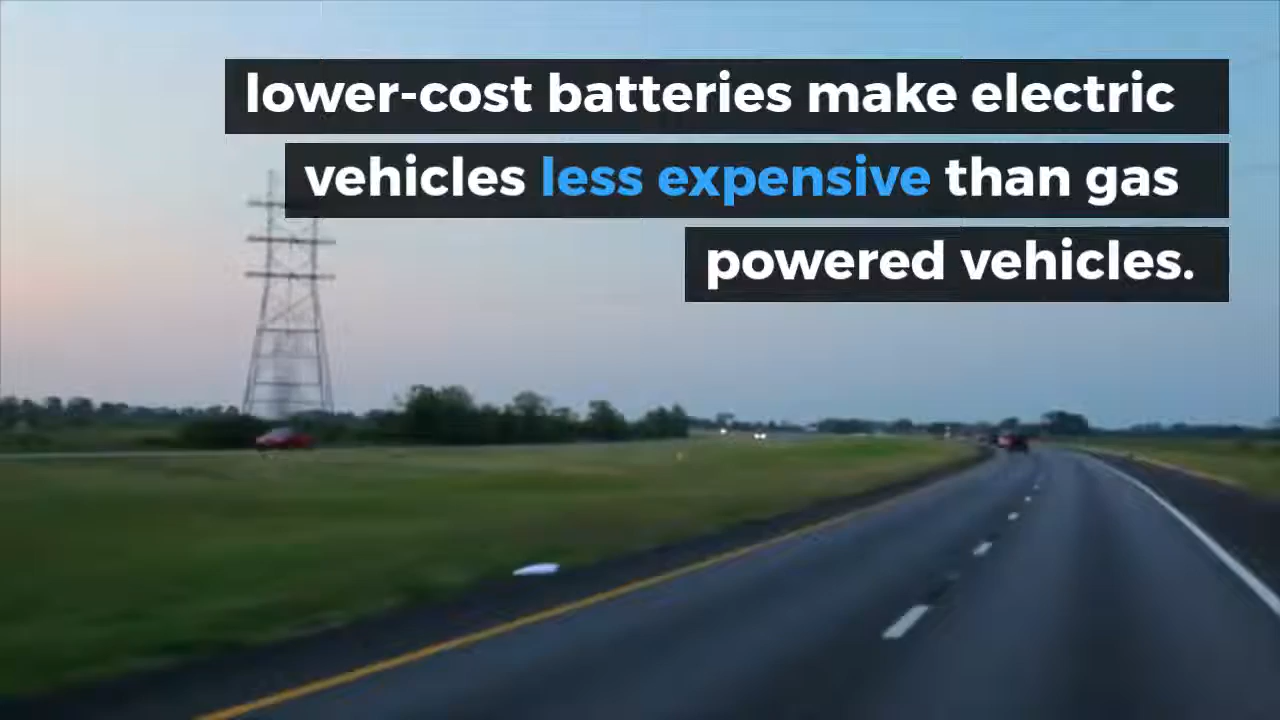 lower-cost batteries make electric
vehicles less expensive than gas
powered vehicles.